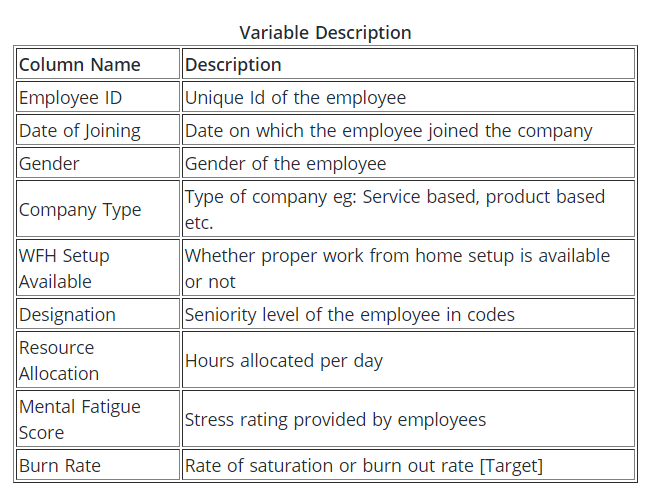 Variable Description
Column Name Description
Employee ID Unique Id of the employee
Date of Joining Date on which the employee joined the company
Gender Gender of the employee
Company Type Type of company eg: Service based, product based
etc.
WFH Setup Whether proper work from home setup is available
Available or not
Designation Seniority level of the employee in codes
Resource
Allocation Hours allocated per day
Mental Fatigue
Score Stress rating provided by employees
Burn Rate Rate of saturation or burn out rate [Target]